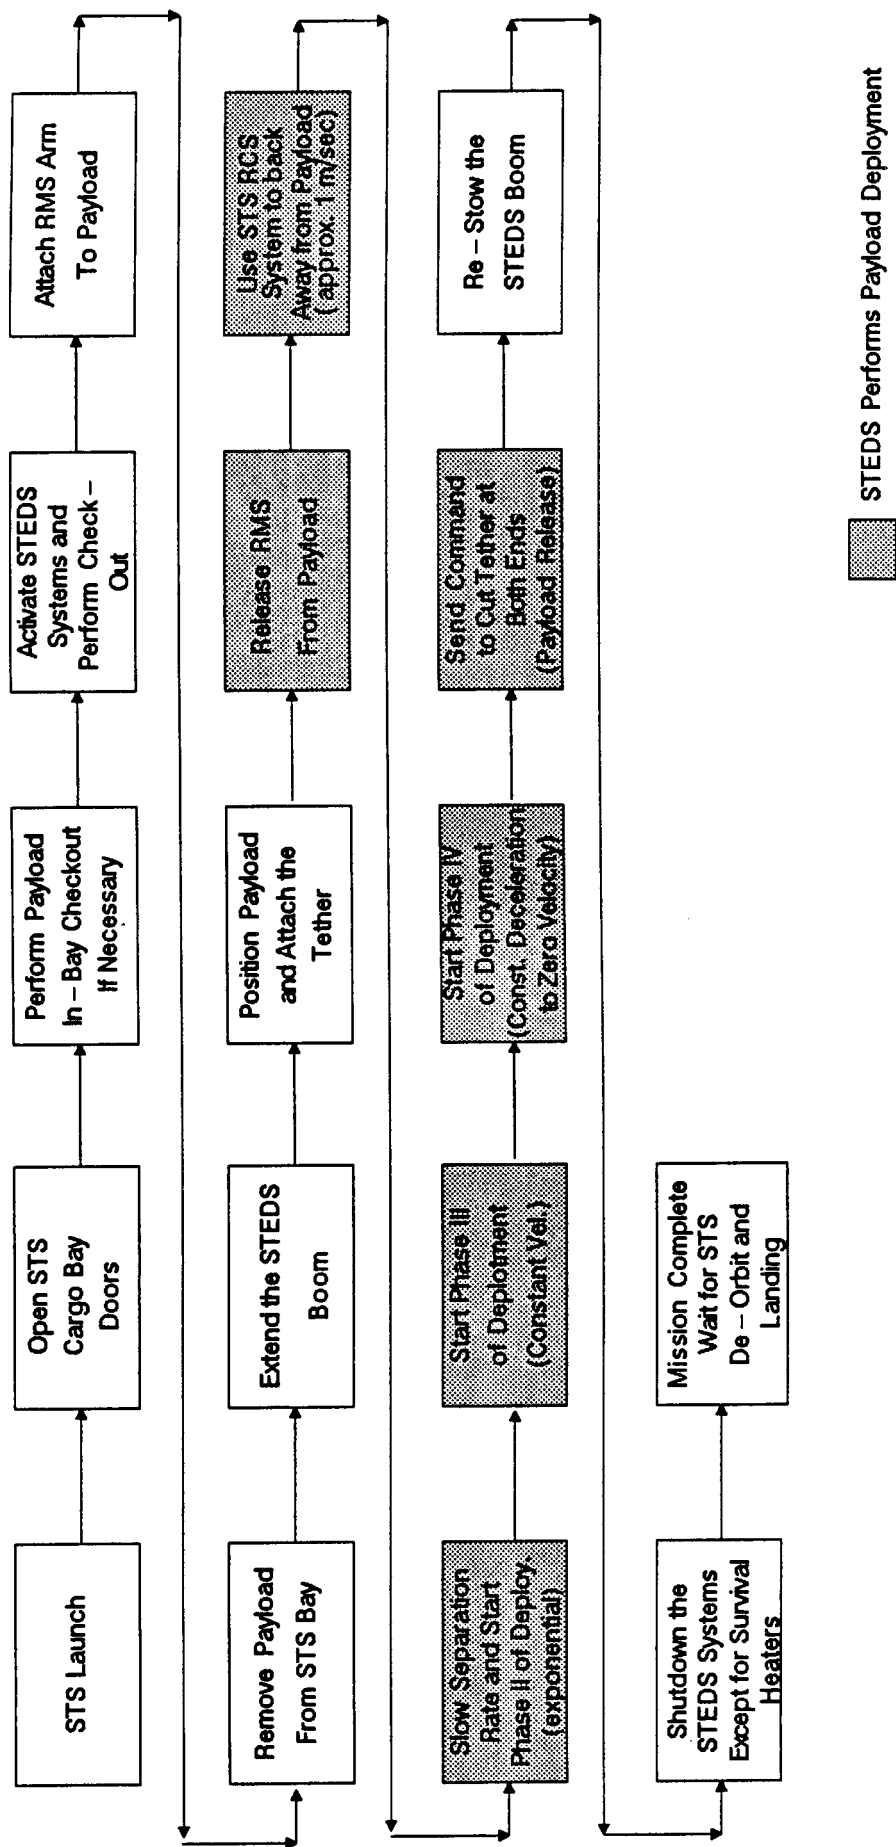 STS Launch
Open STS
Cargo Bay
Doors
Perform Payload
In – Bay Checkout
If Necessary
Activate STEDS
Systems and
Perform Check –
Out
Attach RMS Arm
To Payload
Remove Payload
From STS Bay
Extend the STEDS
Boom
Position Payload
and Attach the
Tether
Release RMS
From Payload
Use STS RCS
System to back
Away from Payload
( approx. 1 m/sec)
Slow Separation
Rate and Start
Phase II of Deploy.
(exponential)
Start Phase III
of Deplotment
(Constant Vel.)
Start Phase IV
of Deployment
(Const. Deceleration
to Zero Velocity)
Send Command
to Cut Tether at
Both Ends
(Payload Release)
Re – Stow the
STEDS Boom
Shutdown the
STEDS Systems
Except for Survival
Heaters
Mission Complete
Wait for STS
De – Orbit and
Landing
STEDS Performs Payload Deployment